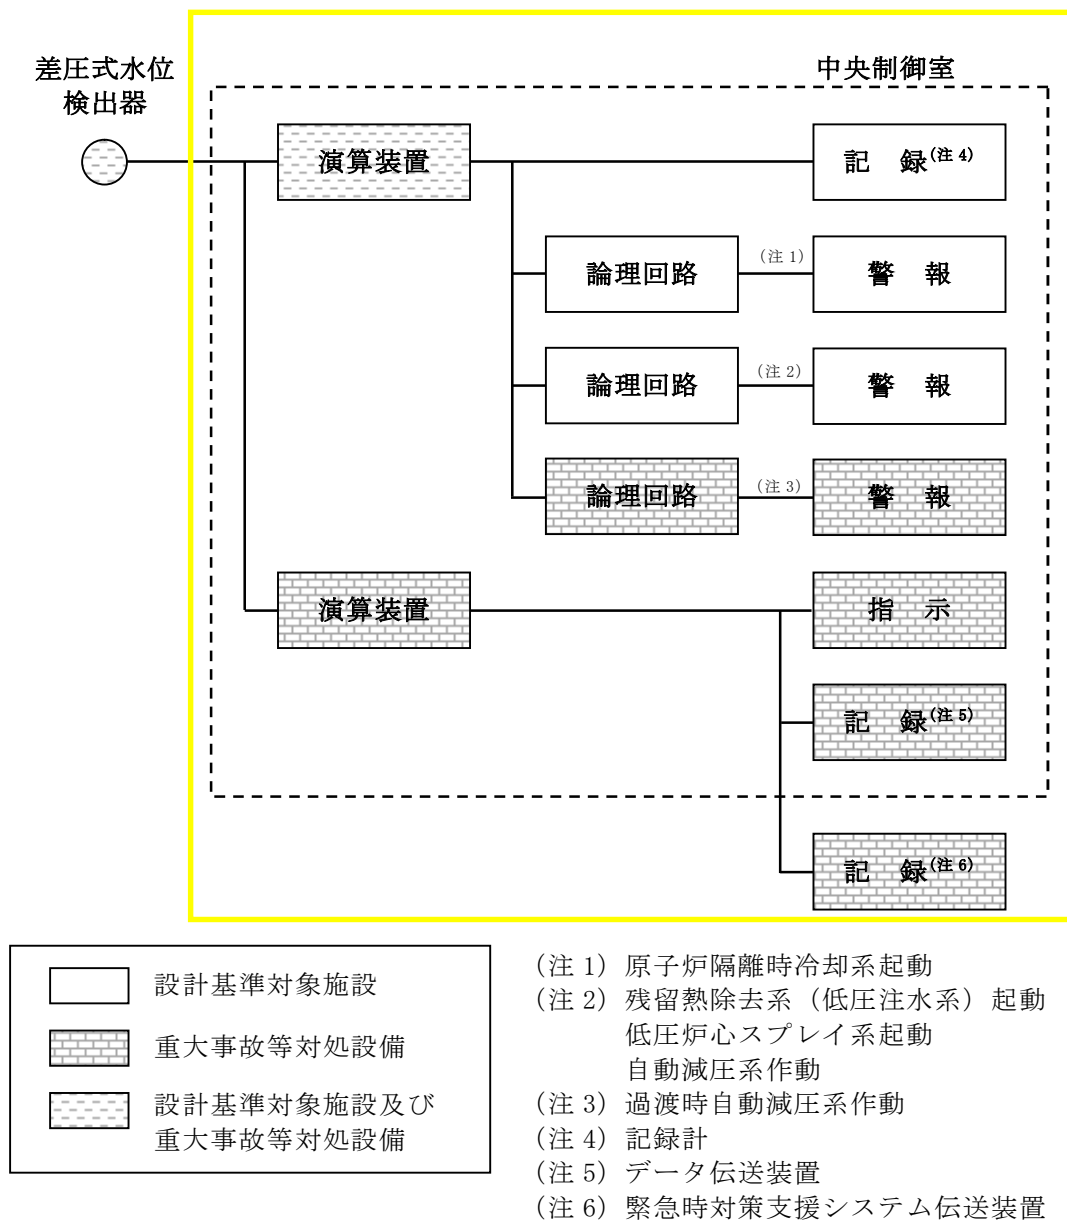 差圧式水位
検出器
中央制御室
演算装置
記 録(注 4)
論理回路
(注 1)
警 報
論理回路
(注 2)
警 報
論理回路
(注 3)
警 報
演算装置
指 示
記 録(注 5)
記 録(注 6)
設計基準対象施設
重大事故等対処設備
設計基準対象施設及び
重大事故等対処設備
(注 1) 原子炉隔離時冷却系起動
(注 2) 残留熱除去系（低圧注水系）起動
低圧炉心スプレイ系起動
自動減圧系作動
(注 3) 過渡時自動減圧系作動
(注 4) 記録計
(注 5) データ伝送装置
(注 6) 緊急時対策支援システム伝送装置